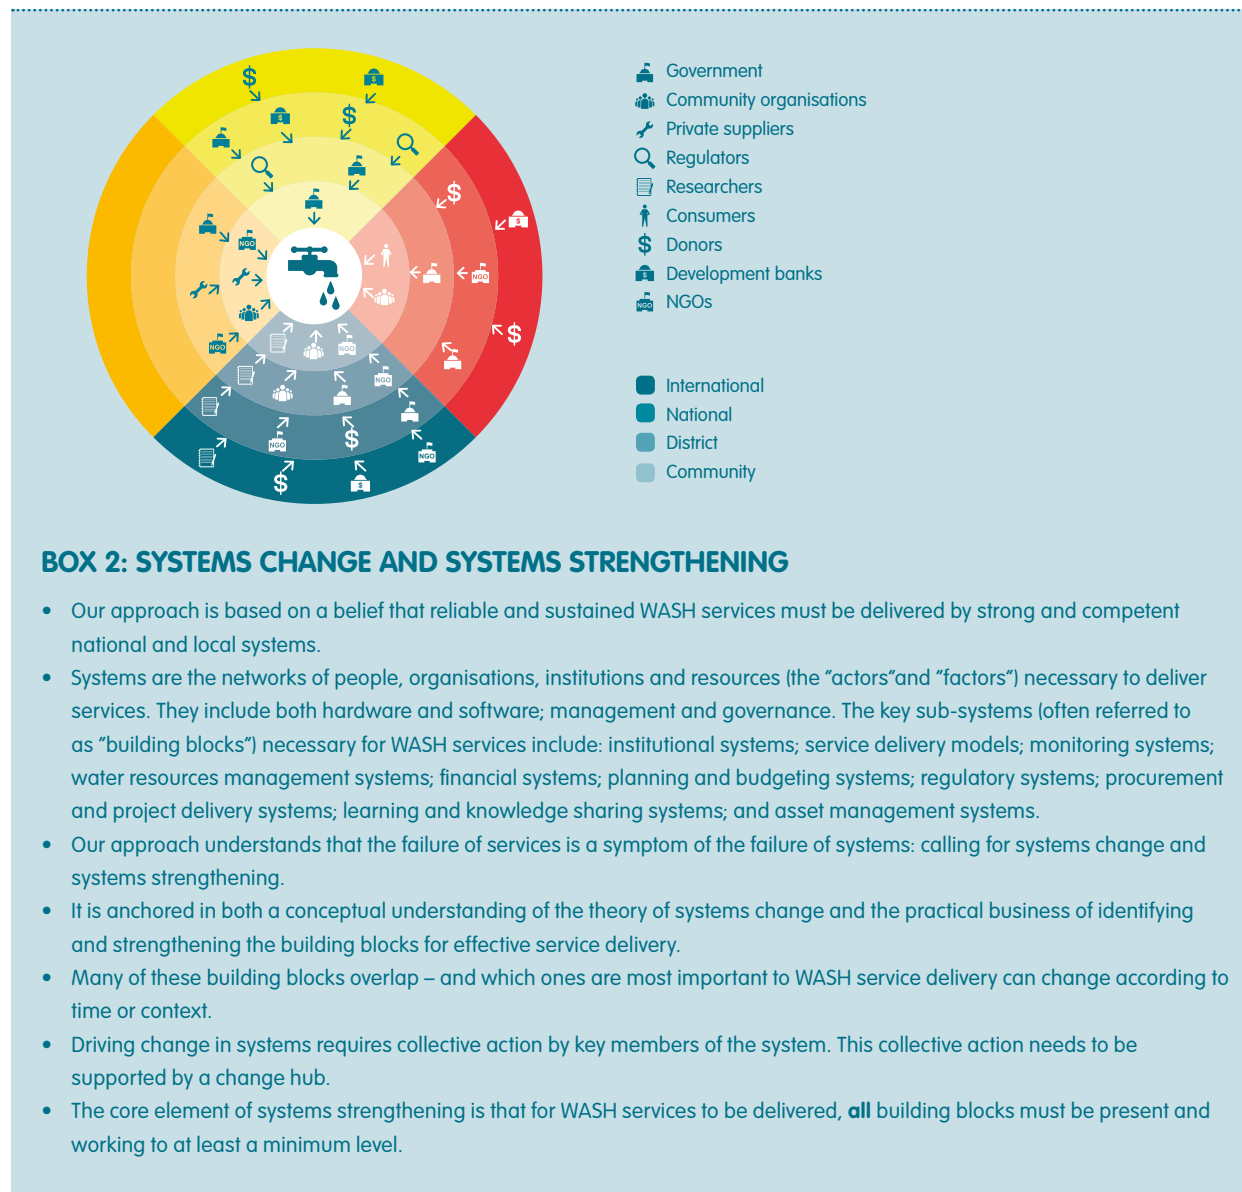 Government
Community organisations
Private suppliers
Regulators
Researchers
Consumers
$ Donors
$ Development banks
NGO NGOs
International
National
District
Community
$
$
$
$
NGO
NGO
$
$
NGO
$
NGO
NGO
NGO
$
NGO
$
$
BOX 2: SYSTEMS CHANGE AND SYSTEMS STRENGTHENING
• Our approach is based on a belief that reliable and sustained WASH services must be delivered by strong and competent
national and local systems.
• Systems are the networks of people, organisations, institutions and resources (the “actors“and “factors”) necessary to deliver
services. They include both hardware and software; management and governance. The key sub-systems (often referred to
as “building blocks”) necessary for WASH services include: institutional systems; service delivery models; monitoring systems;
water resources management systems; financial systems; planning and budgeting systems; regulatory systems; procurement
and project delivery systems; learning and knowledge sharing systems; and asset management systems.
• Our approach understands that the failure of services is a symptom of the failure of systems: calling for systems change and
systems strengthening.
• It is anchored in both a conceptual understanding of the theory of systems change and the practical business of identifying
and strengthening the building blocks for effective service delivery.
• Many of these building blocks overlap – and which ones are most important to WASH service delivery can change according to
time or context.
• Driving change in systems requires collective action by key members of the system. This collective action needs to be
supported by a change hub.
• The core element of systems strengthening is that for WASH services to be delivered, all building blocks must be present and
working to at least a minimum level.